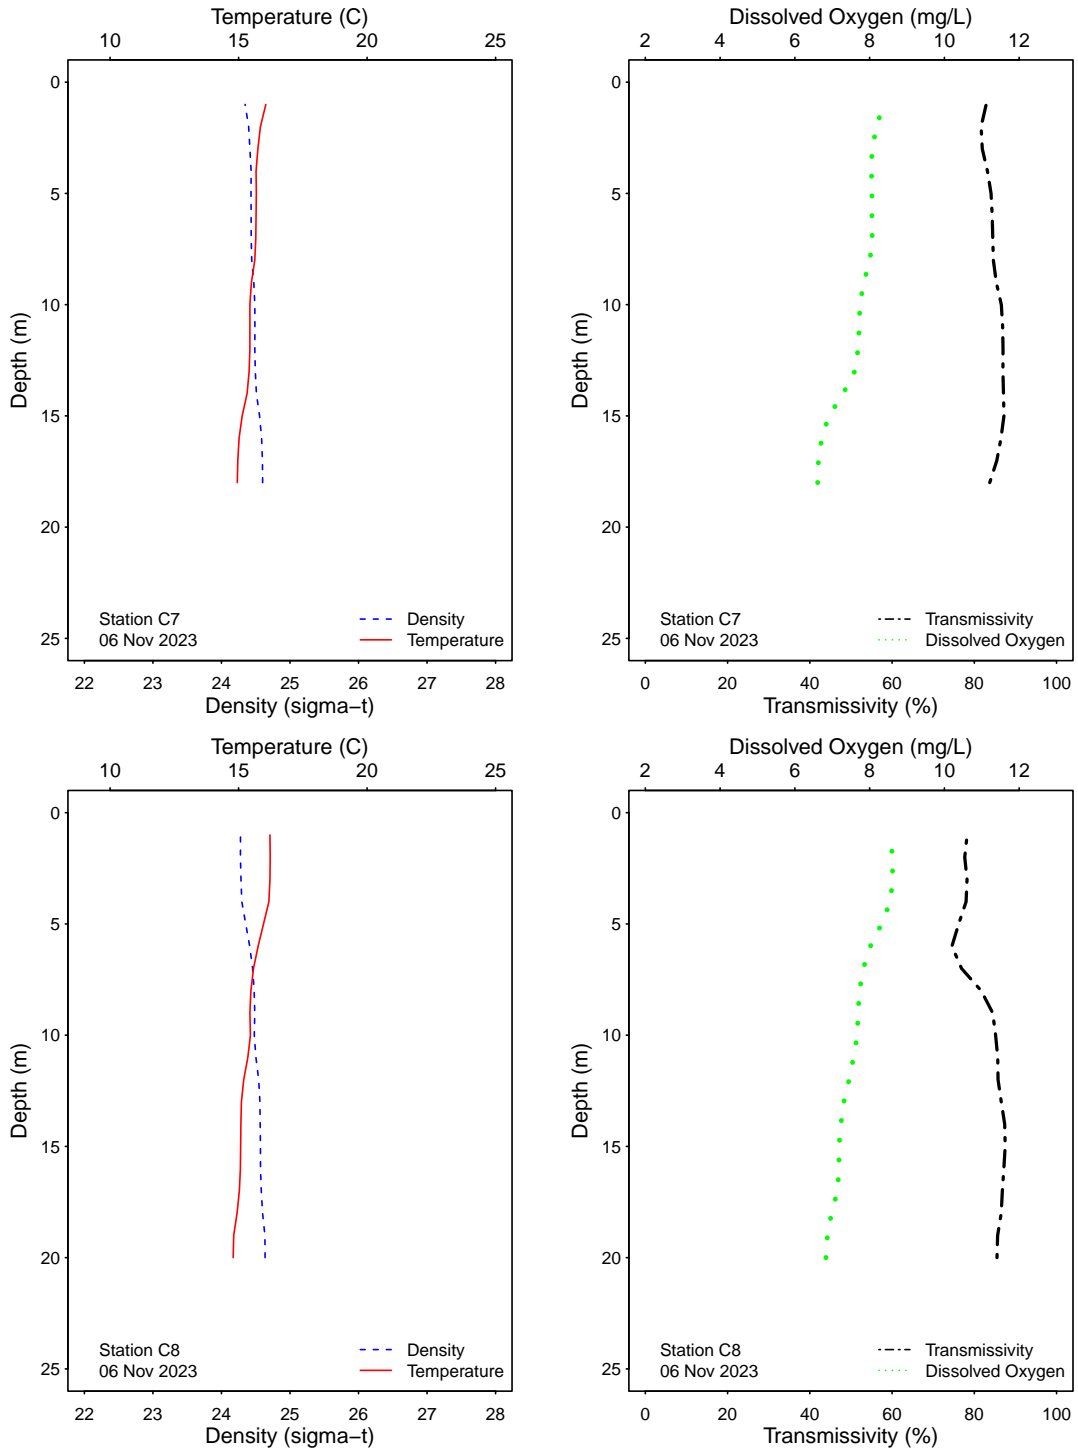 Temperature (C)
10 15 20 25
0
5
10
15
20
25
Depth (m)
Station C7
06 Nov 2023
Density
Temperature
22 23 24 25 26 27 28
Density (sigma−t)
Dissolved Oxygen (mg/L)
2 4 6 8 10 12
0
5
10
15
20
25
Depth (m)
Station C7
06 Nov 2023
Transmissivity
Dissolved Oxygen
0 20 40 60 80 100
Transmissivity (%)
Temperature (C)
10 15 20 25
0
5
10
15
20
25
Depth (m)
Station C8
06 Nov 2023
Density
Temperature
22 23 24 25 26 27 28
Density (sigma−t)
Dissolved Oxygen (mg/L)
2 4 6 8 10 12
0
5
10
15
20
25
Depth (m)
Station C8
06 Nov 2023
Transmissivity
Dissolved Oxygen
0 20 40 60 80 100
Transmissivity (%)